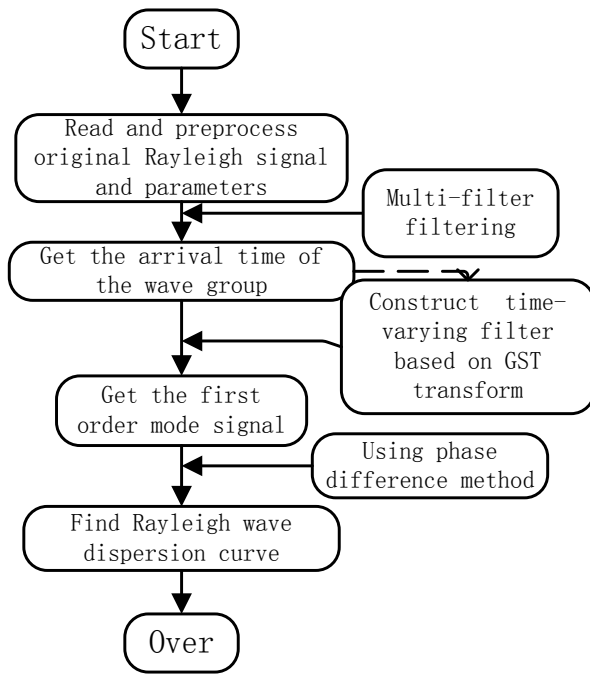 Start
Read and preprocess
original Rayleigh signal
and parameters
Multi-filter
filtering
Get the arrival time of
the wave group
Construct time-
varying filter
based on GST
transform
Get the first
order mode signal
Using phase
difference method
Find Rayleigh wave
dispersion curve
Over